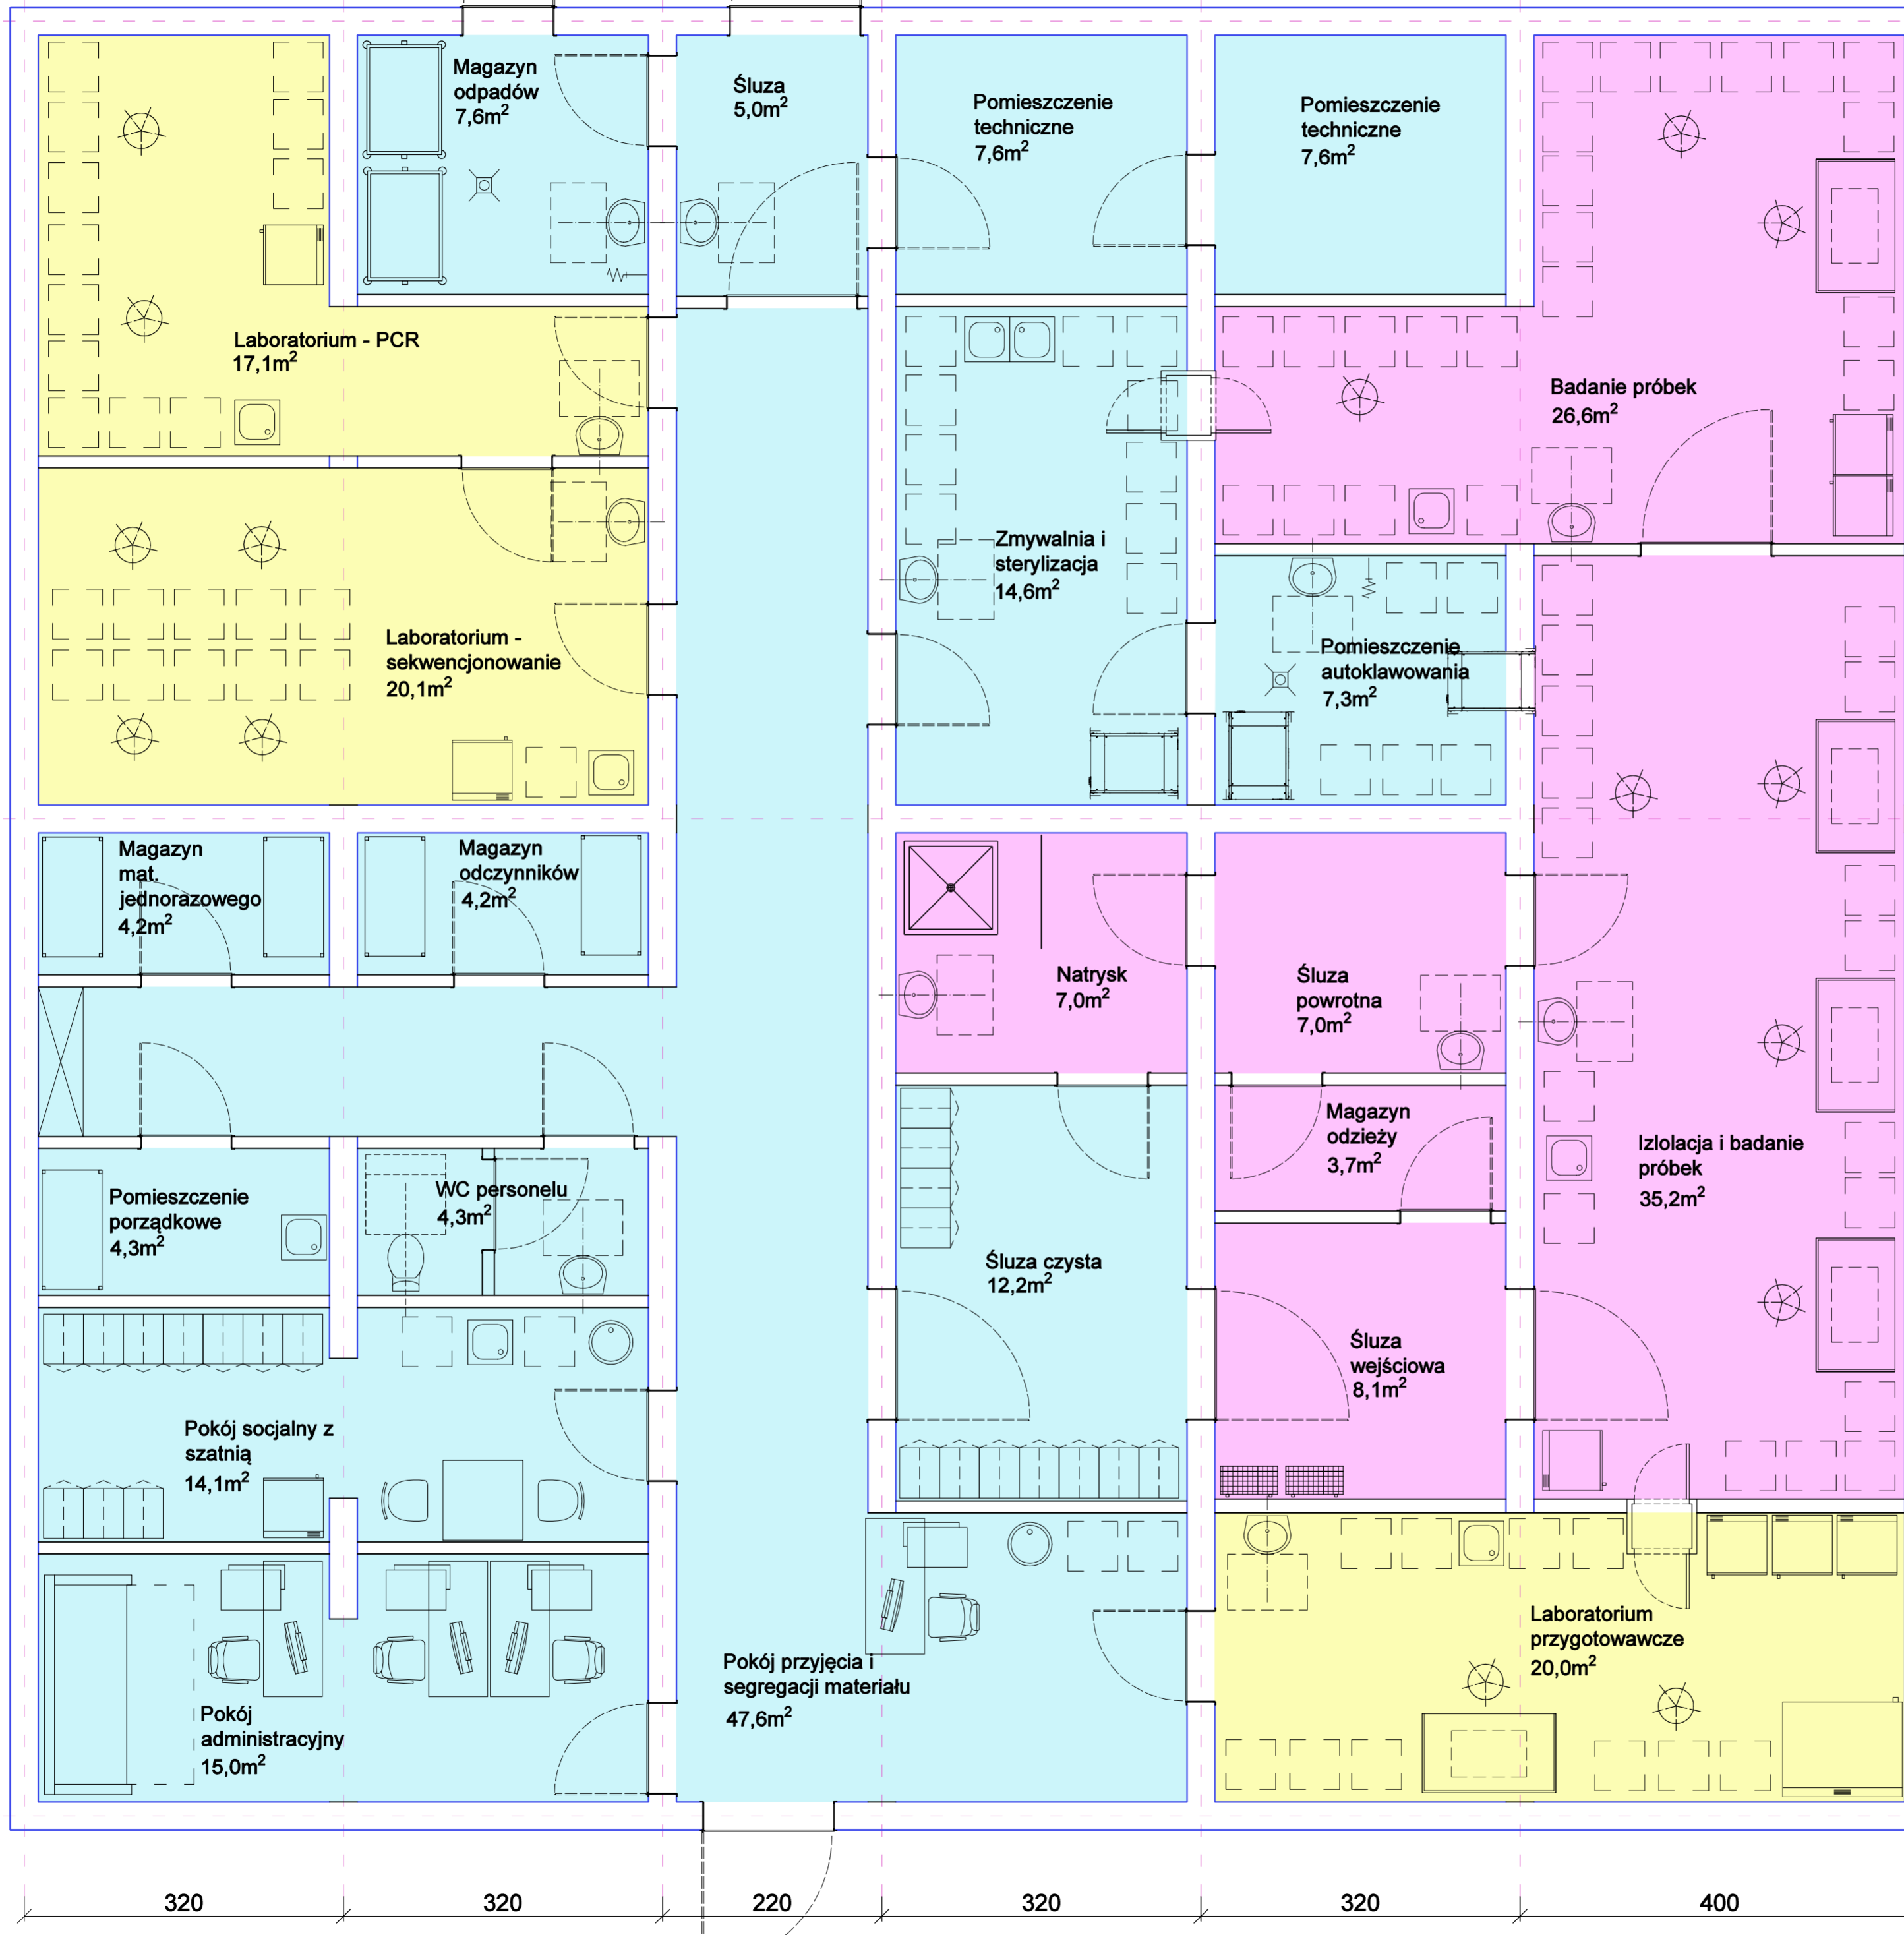 Magazyn
odpadów
7,6m²
Śluza
5,0m²
Pomieszczenie
techniczne
7,6m²
Pomieszczenie
techniczne
7,6m²
Laboratorium - PCR
17,1m²
Badanie próbek
26,6m²
Zmywalnia i
sterylizacja
14,6m²
Laboratorium -
sekwencjonowanie
20,1m²
Pomieszczenie
autoklawowania
7,3m²
Magazyn
mat.
jednorazowego
4,2m²
Magazyn
odczynników
4,2m²
Natrysk
7,0m²
Śluza
powrotna
7,0m²
Magazyn
odzieży
3,7m²
Izlolacja i badanie
próbek
35,2m²
Pomieszczenie
porządkowe
4,3m²
WC personelu
4,3m²
Śluza czysta
12,2m²
Śluza
wejściowa
8,1m²
Pokój socjalny z
szatnią
14,1m²
Laboratorium
przygotowawcze
20,0m²
Pokój przyjęcia i
segregacji materiału
47,6m²
Pokój
administracyjny
15,0m²
320 320 220 320 320 400